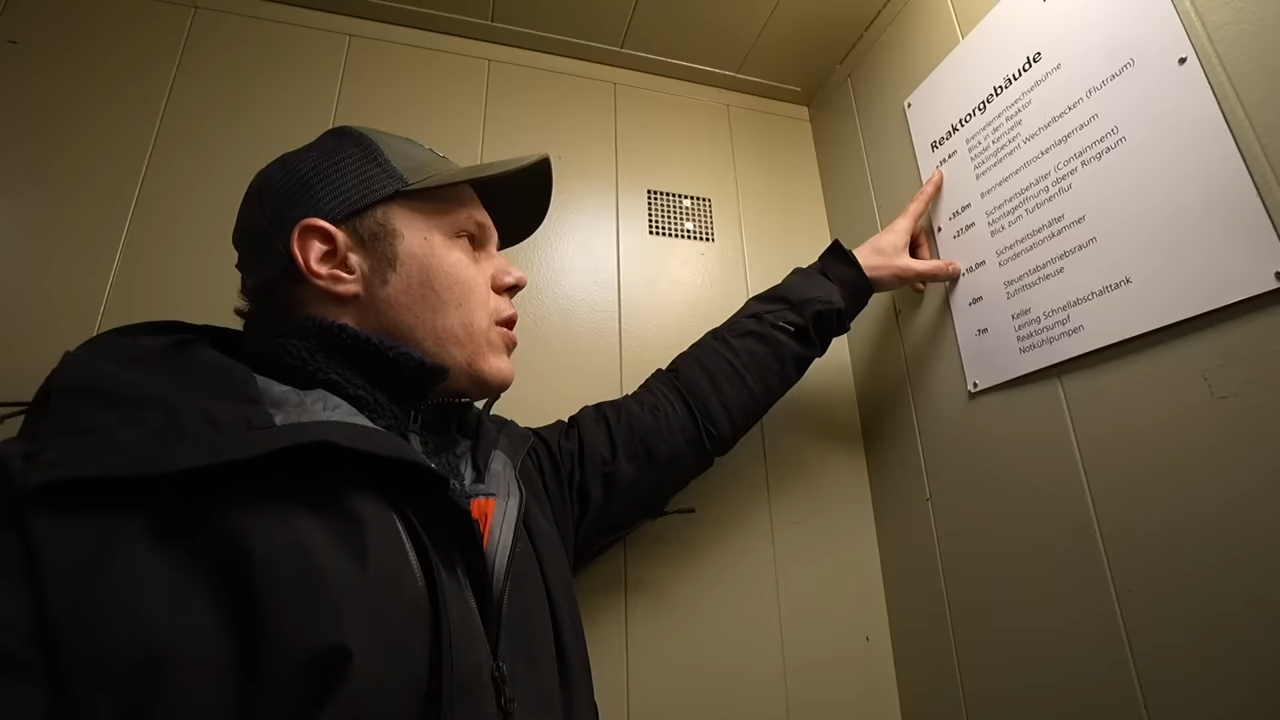 Reaktorgebäude
+39,4m Brennelementwechselbühne
Blick in den Reaktor
Model Kernzelle
Abklingbecken
Brennelement Wechselbecken (Flutraum)
+35,0m Brennelementtrockenlagerraum
+27,0m Sicherheitsbehälter (Containment)
Montageöffnung oberer Ringraum
Blick zum Turbinenflur
+10,0m Sicherheitsbehälter
Kondensationskammer
+0m Steuerstabantriebsraum
Zutrittsschleuse
-7m Keller
Leining Schnellabschalttank
Reaktorsumpf
Notkühlpumpen